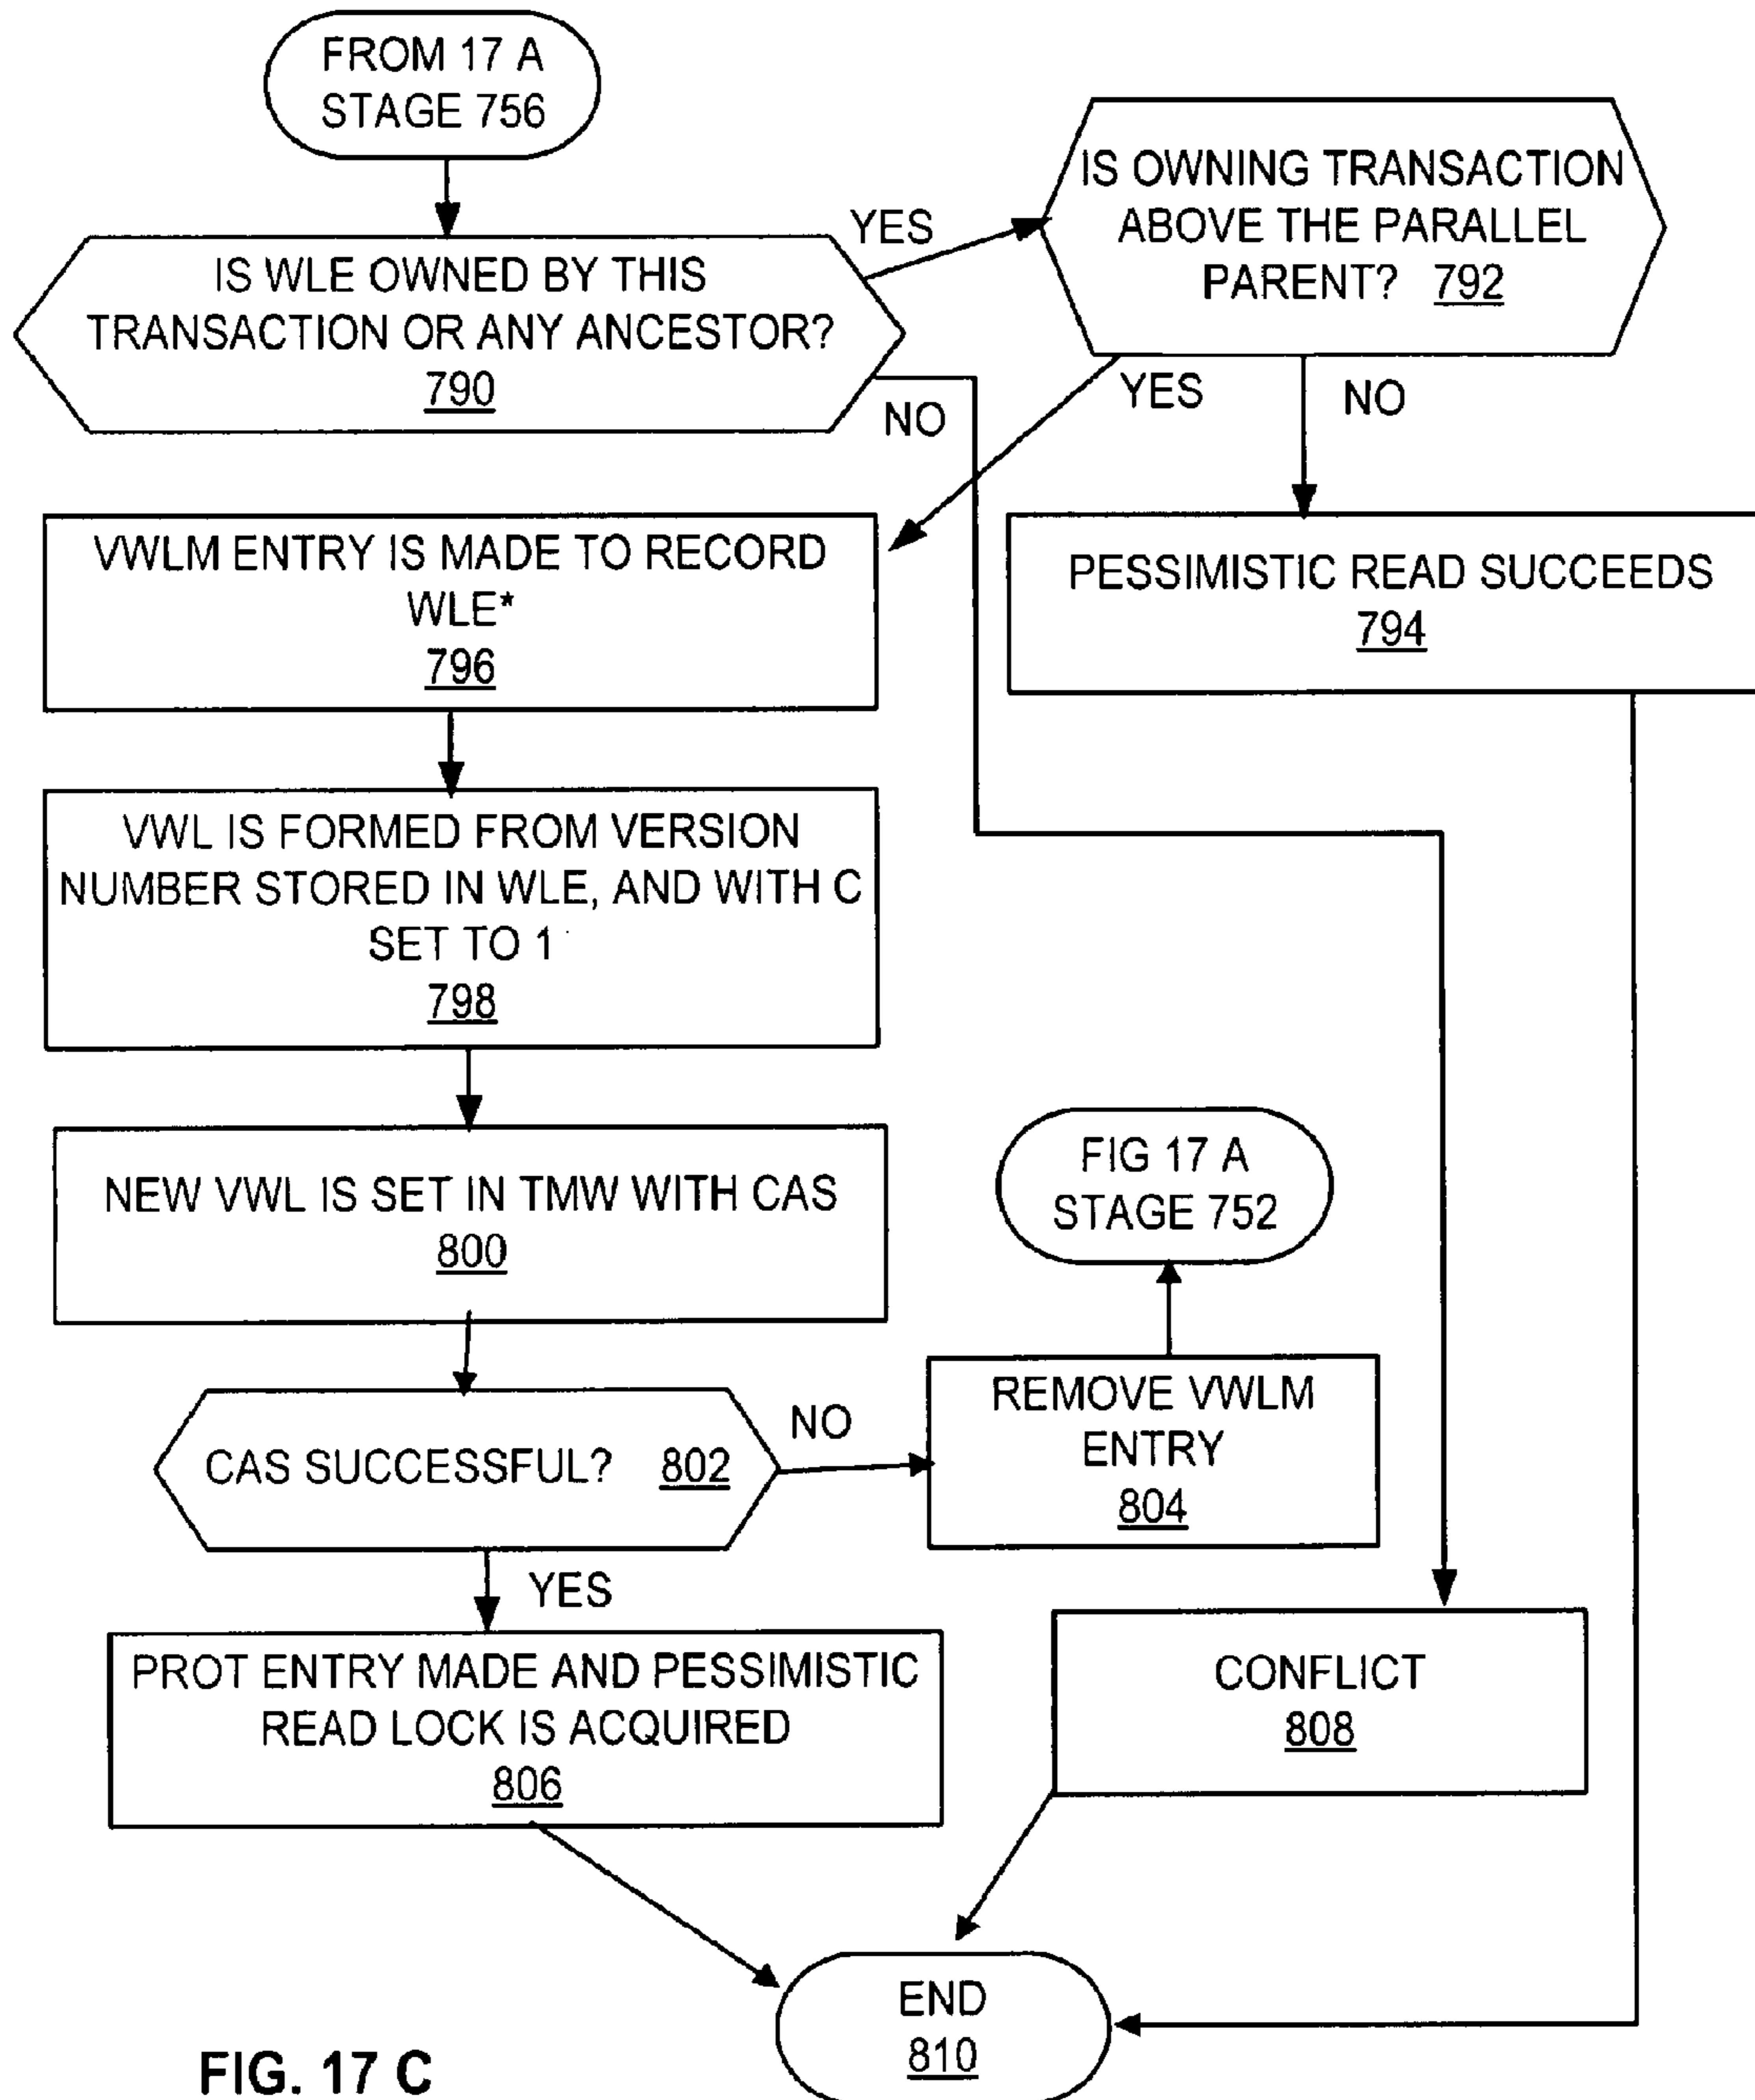 FROM 17 A
STAGE 756
IS WLE OWNED BY THIS
TRANSACTION OR ANY ANCESTOR?
790
YES
NO
IS OWNING TRANSACTION
ABOVE THE PARALLEL
PARENT? 792
YES
NO
VWLM ENTRY IS MADE TO RECORD
WLE*
796
PESSIMISTIC READ SUCCEEDS
794
VWL IS FORMED FROM VERSION
NUMBER STORED IN WLE, AND WITH C
SET TO 1
798
NEW VWL IS SET IN TMW WITH CAS
800
FIG 17 A
STAGE 752
CAS SUCCESSFUL? 802
NO
REMOVE VWLM
ENTRY
804
YES
PROT ENTRY MADE AND PESSIMISTIC
READ LOCK IS ACQUIRED
806
CONFLICT
808
END
810
FIG. 17 C